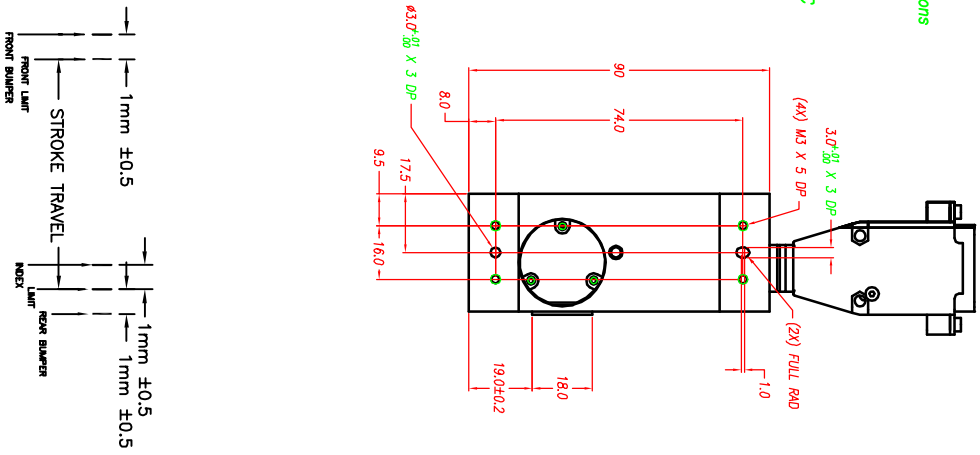 ons
C
ø3.0+.01 .00 X 3 DP
8.0
9.5
17.5
16.0
90
74.0
(4X) M3 X 5 DP
3.0+.01 .00 X 3 DP
(2X) FULL RAD
1.0
18.0
19.0±0.2
1mm ±0.5
FRONT LIMIT
FRONT BUMPER
STROKE TRAVEL
INDEX
LIMIT
REAR BUMPER
1mm ±0.5
1mm ±0.5